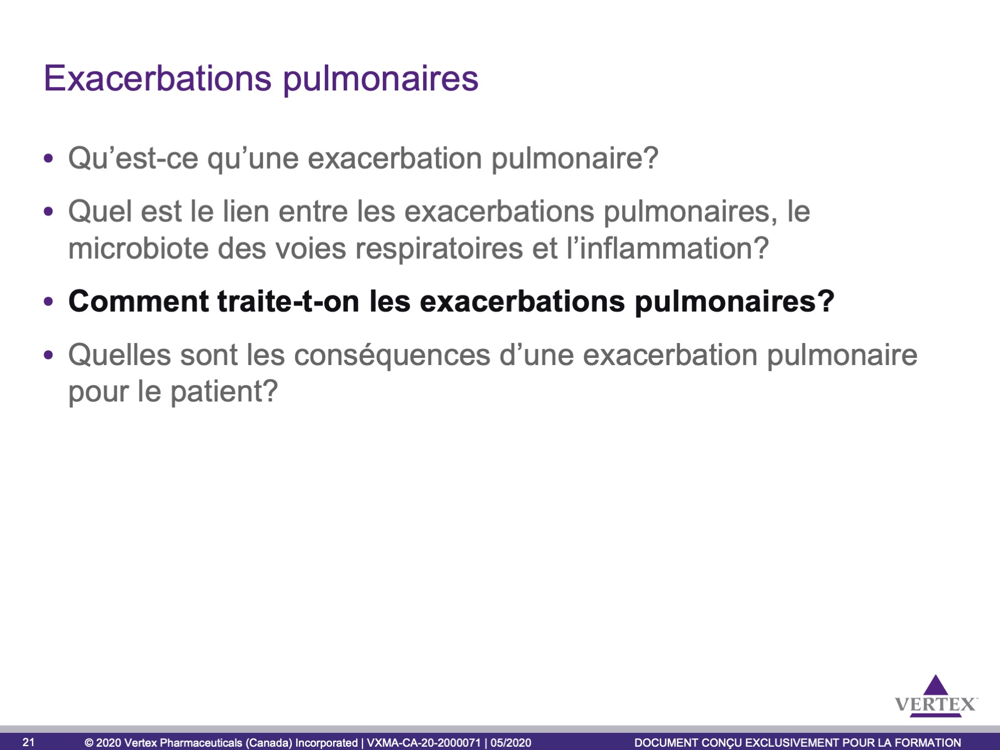 Exacerbations pulmonaires
• Qu’est-ce qu’une exacerbation pulmonaire?
• Quel est le lien entre les exacerbations pulmonaires, le
microbiote des voies respiratoires et l’inflammation?
• Comment traite-t-on les exacerbations pulmonaires?
• Quelles sont les conséquences d’une exacerbation pulmonaire
pour le patient?
VERTEX™
21 © 2020 Vertex Pharmaceuticals (Canada) Incorporated | VXMA-CA-20-2000071 | 05/2020 DOCUMENT CONÇU EXCLUSIVEMENT POUR LA FORMATION